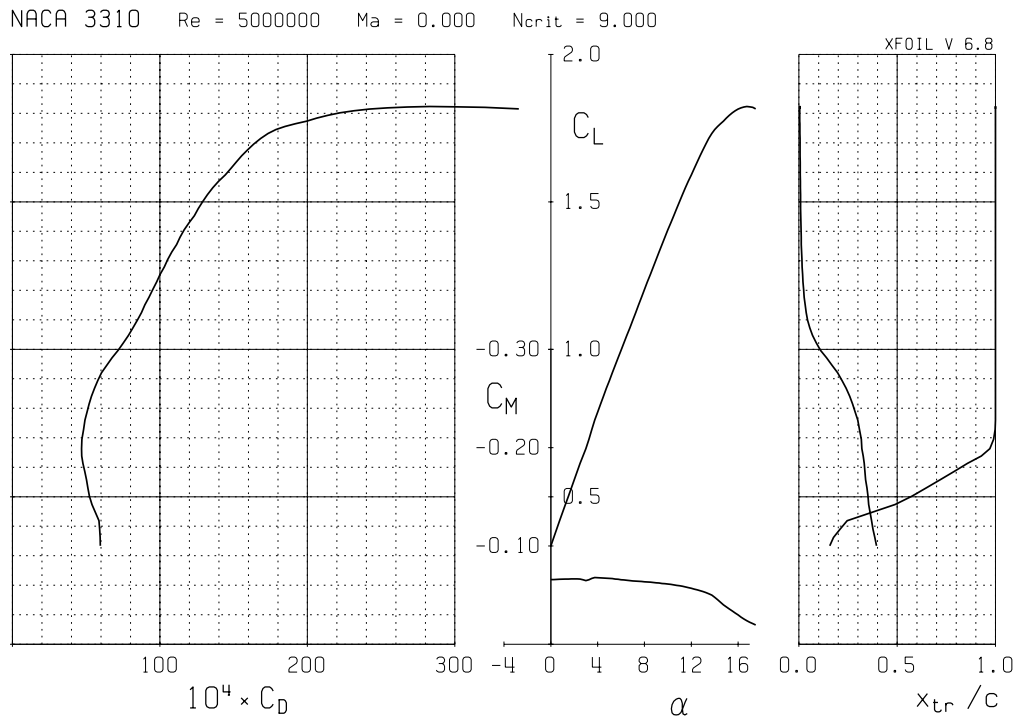 NACA 3310 Re = 5000000 Ma = 0.000 Ncrit = 9.000
XFOIL V 6.8
2.0
C_L
1.5
-0.30 1.0
C_M
-0.20
0.5
-0.10
100 200 300 -4 0 4 8 12 16 0.0 0.5 1.0
10⁴ × C_D α x_tr /c